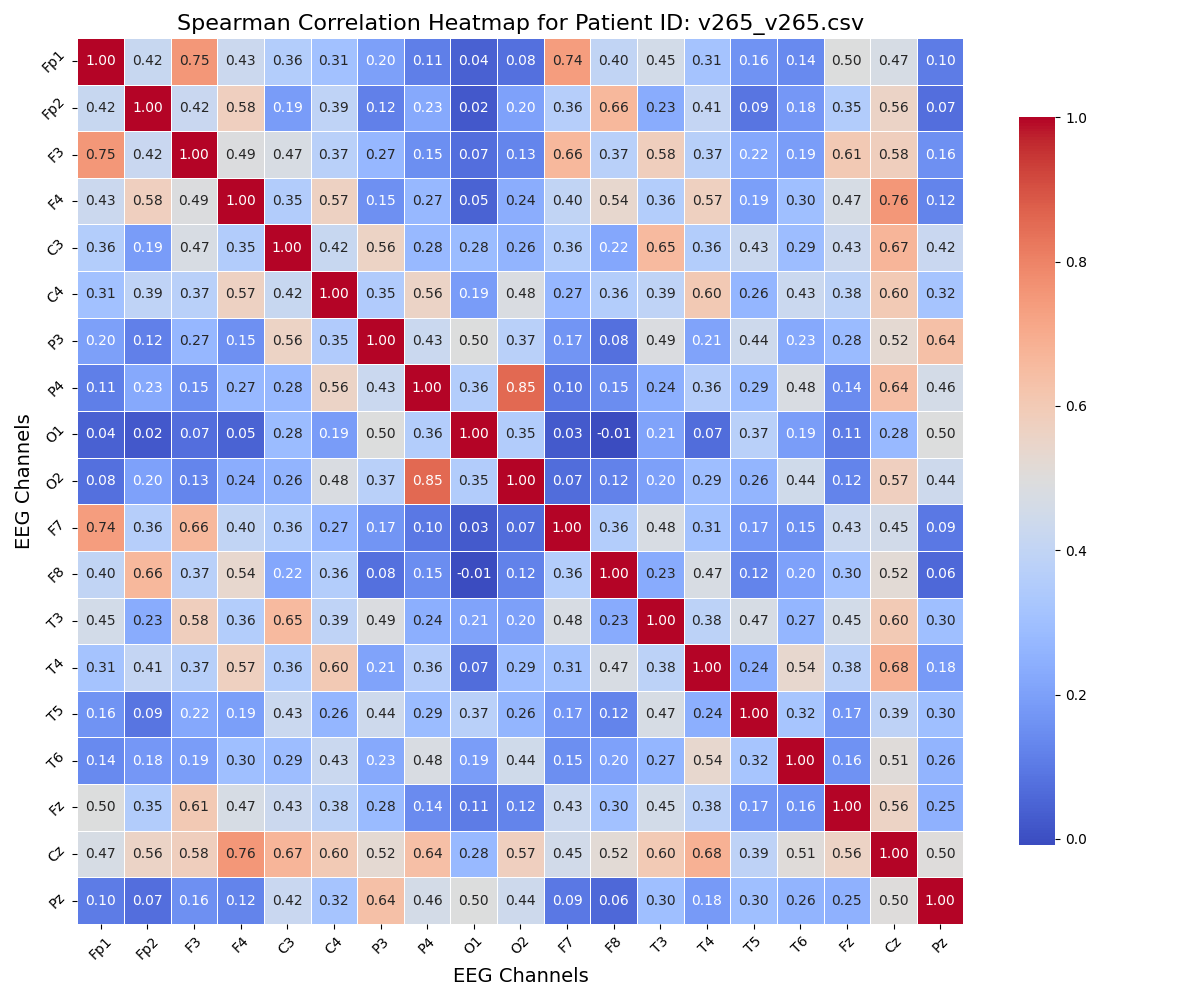 Spearman Correlation Heatmap for Patient ID: v265_v265.csv
Fp1 1.00 0.42 0.75 0.43 0.36 0.31 0.20 0.11 0.04 0.08 0.74 0.40 0.45 0.31 0.16 0.14 0.50 0.47 0.10
Fp2 0.42 1.00 0.42 0.58 0.19 0.39 0.12 0.23 0.02 0.20 0.36 0.66 0.23 0.41 0.09 0.18 0.35 0.56 0.07
F3 0.75 0.42 1.00 0.49 0.47 0.37 0.27 0.15 0.07 0.13 0.66 0.37 0.58 0.37 0.22 0.19 0.61 0.58 0.16
F4 0.43 0.58 0.49 1.00 0.35 0.57 0.15 0.27 0.05 0.24 0.40 0.54 0.36 0.57 0.19 0.30 0.47 0.76 0.12
C3 0.36 0.19 0.47 0.35 1.00 0.42 0.56 0.28 0.28 0.26 0.36 0.22 0.65 0.36 0.43 0.29 0.43 0.67 0.42
C4 0.31 0.39 0.37 0.57 0.42 1.00 0.35 0.56 0.19 0.48 0.27 0.36 0.39 0.60 0.26 0.43 0.38 0.60 0.32
P3 0.20 0.12 0.27 0.15 0.56 0.35 1.00 0.43 0.50 0.37 0.17 0.08 0.49 0.21 0.44 0.23 0.28 0.52 0.64
P4 0.11 0.23 0.15 0.27 0.28 0.56 0.43 1.00 0.36 0.85 0.10 0.15 0.24 0.36 0.29 0.48 0.14 0.64 0.46
O1 0.04 0.02 0.07 0.05 0.28 0.19 0.50 0.36 1.00 0.35 0.03 -0.01 0.21 0.07 0.37 0.19 0.11 0.28 0.50
O2 0.08 0.20 0.13 0.24 0.26 0.48 0.37 0.85 0.35 1.00 0.07 0.12 0.20 0.29 0.26 0.44 0.12 0.57 0.44
F7 0.74 0.36 0.66 0.40 0.36 0.27 0.17 0.10 0.03 0.07 1.00 0.36 0.48 0.31 0.17 0.15 0.43 0.45 0.09
F8 0.40 0.66 0.37 0.54 0.22 0.36 0.08 0.15 -0.01 0.12 0.36 1.00 0.23 0.47 0.12 0.20 0.30 0.52 0.06
T3 0.45 0.23 0.58 0.36 0.65 0.39 0.49 0.24 0.21 0.20 0.48 0.23 1.00 0.38 0.47 0.27 0.45 0.60 0.30
T4 0.31 0.41 0.37 0.57 0.36 0.60 0.21 0.36 0.07 0.29 0.31 0.47 0.38 1.00 0.24 0.54 0.38 0.68 0.18
T5 0.16 0.09 0.22 0.19 0.43 0.26 0.44 0.29 0.37 0.26 0.17 0.12 0.47 0.24 1.00 0.32 0.17 0.39 0.30
T6 0.14 0.18 0.19 0.30 0.29 0.43 0.23 0.48 0.19 0.44 0.15 0.20 0.27 0.54 0.32 1.00 0.16 0.51 0.26
Fz 0.50 0.35 0.61 0.47 0.43 0.38 0.28 0.14 0.11 0.12 0.43 0.30 0.45 0.38 0.17 0.16 1.00 0.56 0.25
Cz 0.47 0.56 0.58 0.76 0.67 0.60 0.52 0.64 0.28 0.57 0.45 0.52 0.60 0.68 0.39 0.51 0.56 1.00 0.50
Pz 0.10 0.07 0.16 0.12 0.42 0.32 0.64 0.46 0.50 0.44 0.09 0.06 0.30 0.18 0.30 0.26 0.25 0.50 1.00
Fp1 Fp2 F3 F4 C3 C4 P3 P4 O1 O2 F7 F8 T3 T4 T5 T6 Fz Cz Pz
EEG Channels
EEG Channels
1.0
0.8
0.6
0.4
0.2
0.0